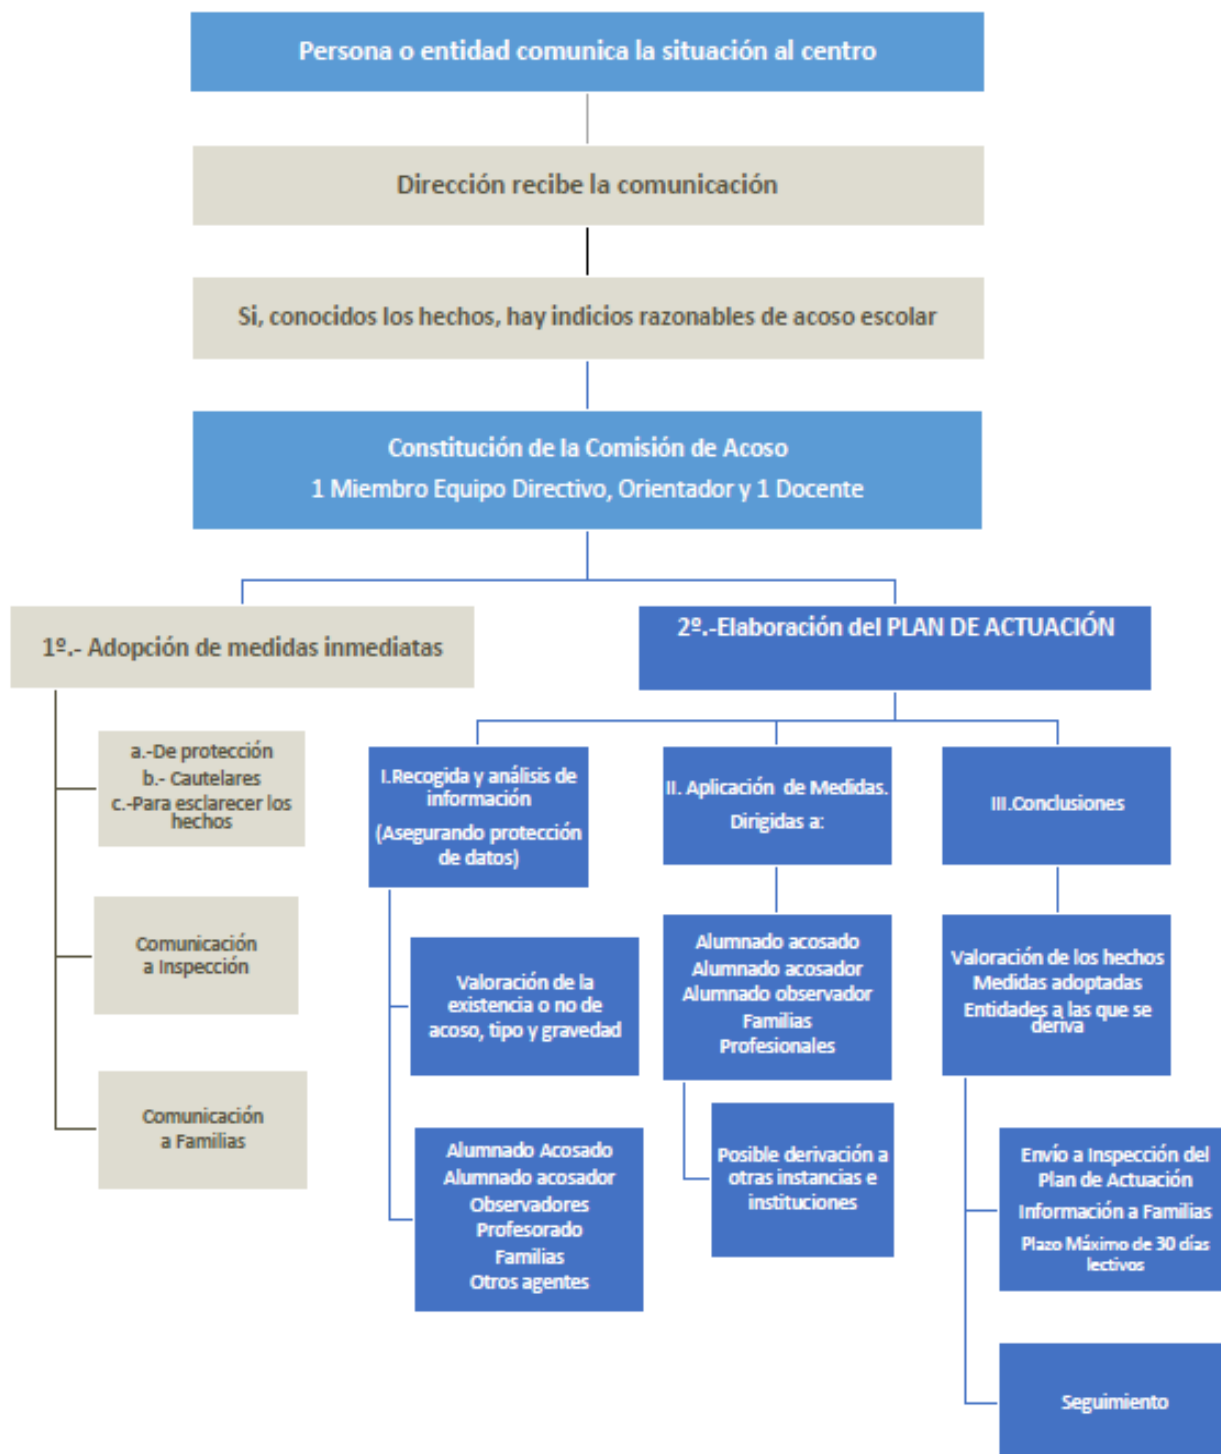 Persona o entidad comunica la situación al centro
Dirección recibe la comunicación
Si, conocidos los hechos, hay indicios razonables de acoso escolar
Constitución de la Comisión de Acoso
1 Miembro Equipo Directivo, Orientador y 1 Docente
1º.- Adopción de medidas inmediatas
a.-De protección
b.- Cautelares
c.-Para esclarecer los
hechos
Comunicación
a Inspección
Comunicación
a Familias
2º.-Elaboración del PLAN DE ACTUACIÓN
I.Recogida y análisis de
información
(Asegurando protección
de datos)
Valoración de la
existencia o no de
acoso, tipo y gravedad
Alumnado Acosado
Alumnado acosador
Observadores
Profesorado
Familias
Otros agentes
II. Aplicación de Medidas.
Dirigidas a:
Alumnado acosado
Alumnado acosador
Alumnado observador
Familias
Profesionales
Posible derivación a
otras instancias e
instituciones
III.Conclusiones
Valoración de los hechos
Medidas adoptadas
Entidades a las que se
deriva
Envío a Inspección del
Plan de Actuación
Información a Familias
Plazo Máximo de 30 días
lectivos
Seguimiento